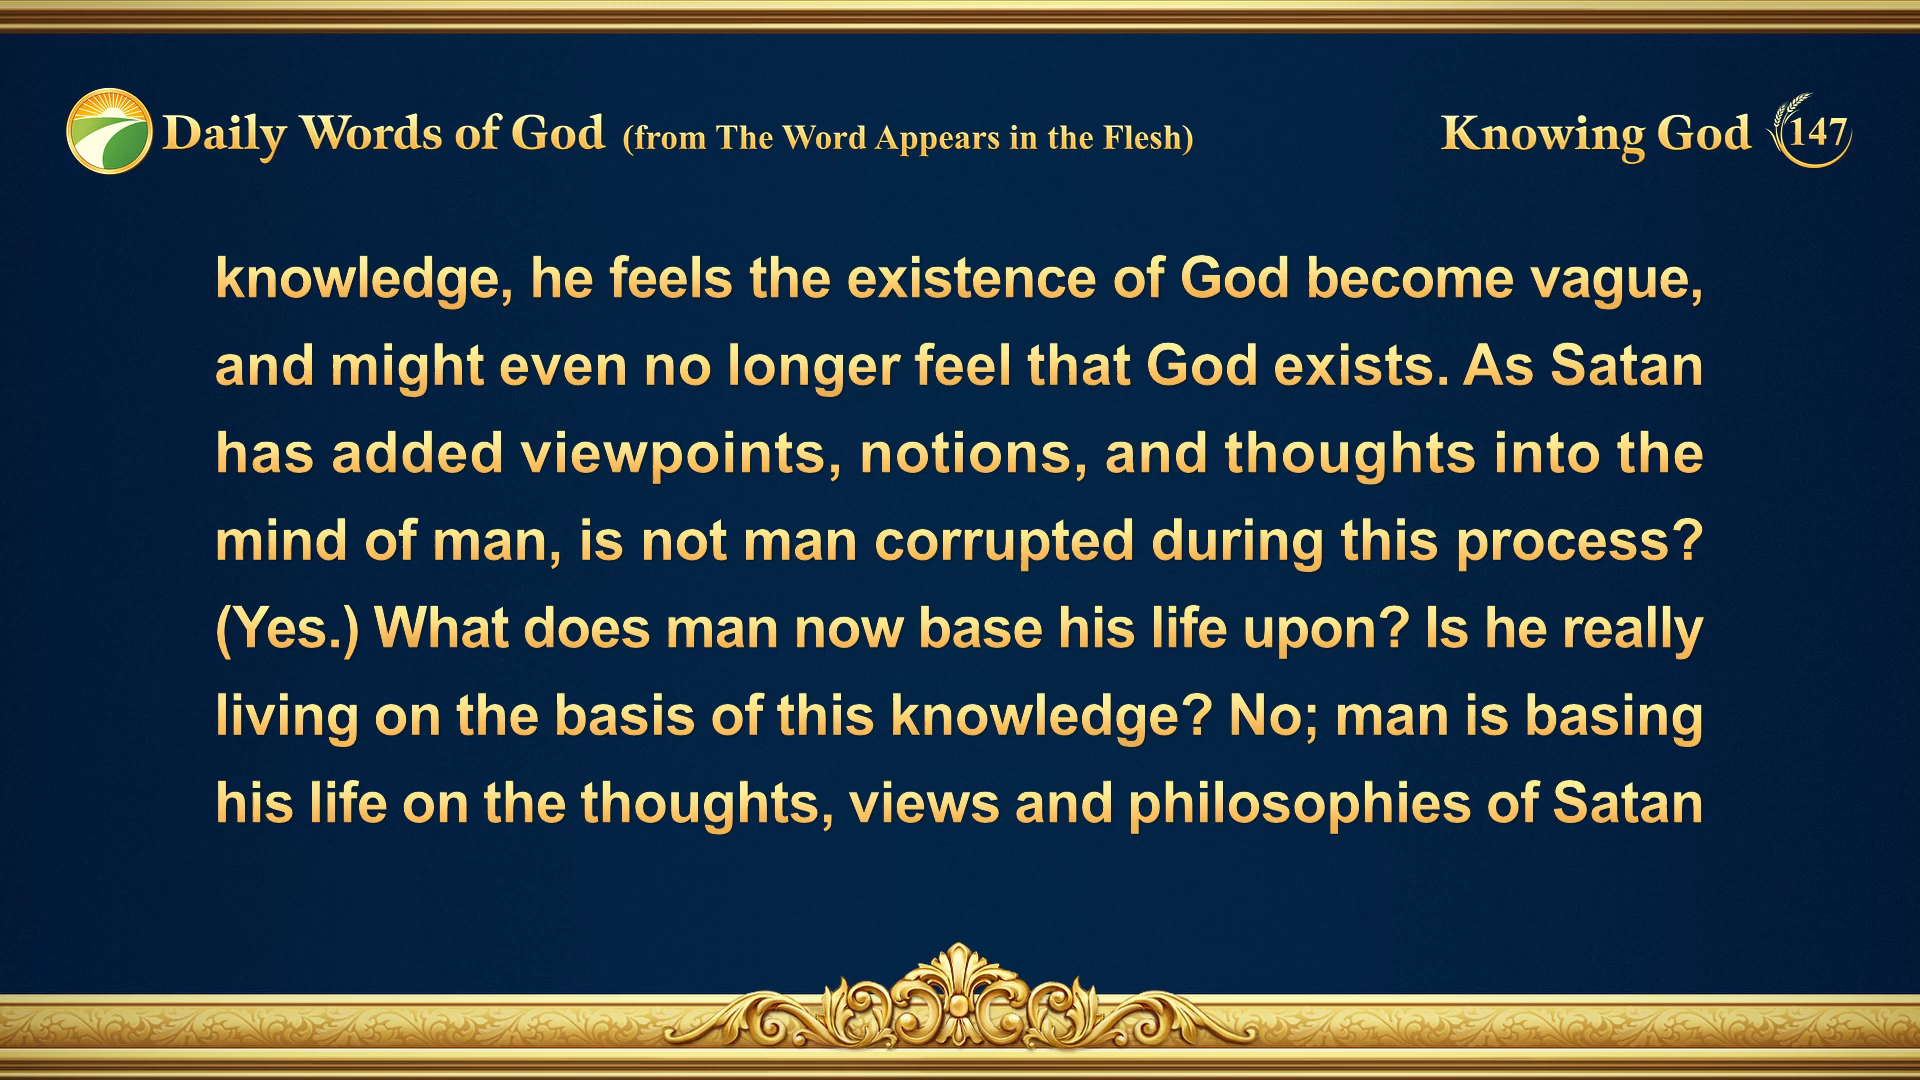 Daily Words of God (from The Word Appears in the Flesh) Knowing God 147
knowledge, he feels the existence of God become vague,
and might even no longer feel that God exists. As Satan
has added viewpoints, notions, and thoughts into the
mind of man, is not man corrupted during this process?
(Yes.) What does man now base his life upon? Is he really
living on the basis of this knowledge? No; man is basing
his life on the thoughts, views and philosophies of Satan